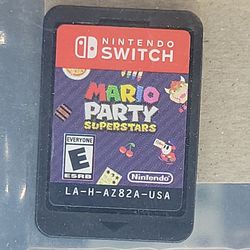 NINTENDO
SWITCH
MARIO
PARTY
SUPERSTARS
EVERYONE
E
ESRB
Nintendo
LA-H-AZ82A-USA